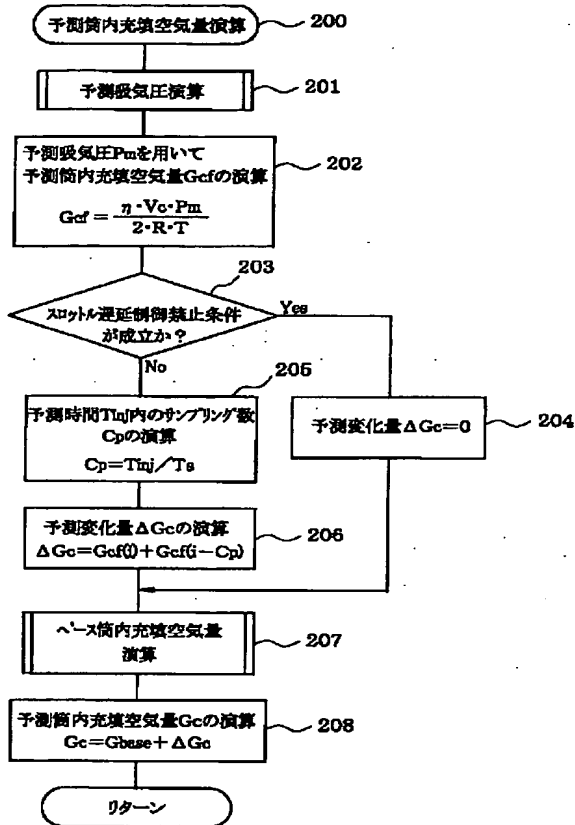 予測筒内充填空気量演算
200
予測吸気圧演算
201
予測吸気圧Pmを用いて
予測筒内充填空気量Gcfの演算
Gcf = η・Vc・Pm / 2・R・T
202
203
スロットル遅延制御禁止条件
が成立か?
Yes
No
205
予測時間Tinj内のサンプリング数
Cpの演算
Cp=Tinj/Ts
予測変化量ΔGc=0
204
予測変化量ΔGcの演算
ΔGc=Gcf(i)+Gcf(i-Cp)
206
ベース筒内充填空気量
演算
207
予測筒内充填空気量Gcの演算
Gc=Gbase+ΔGc
208
リターン